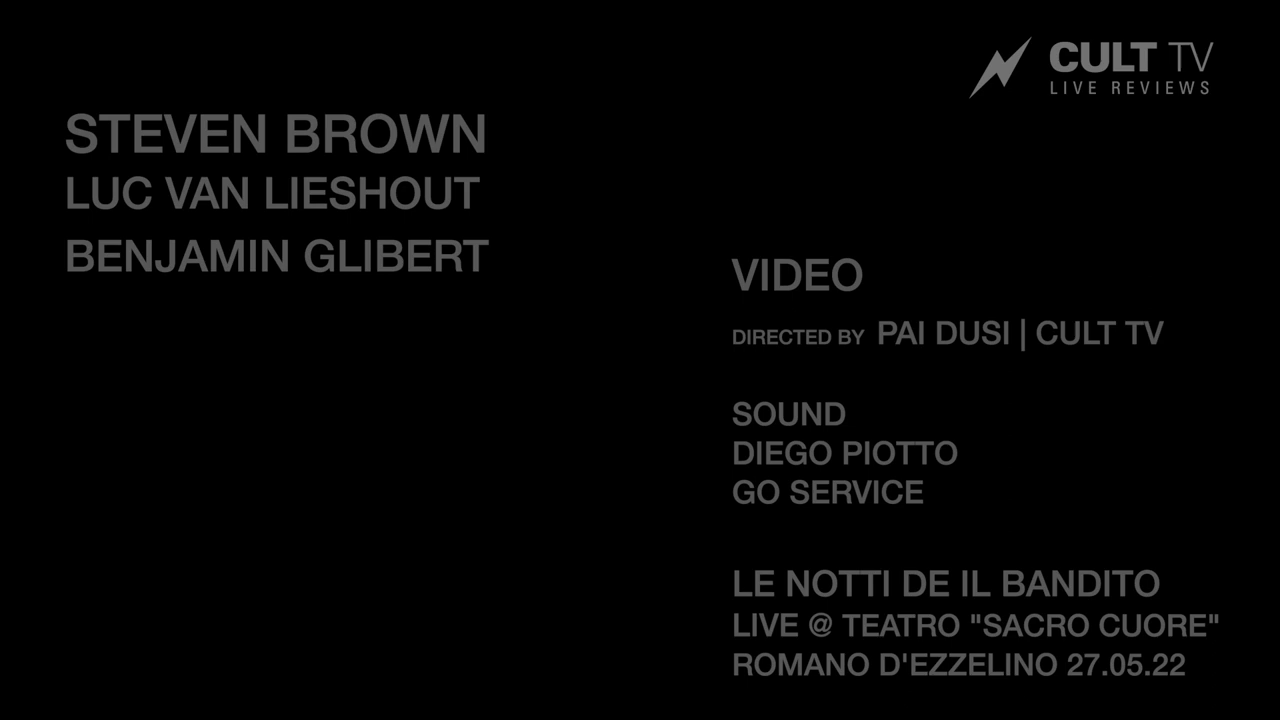 CULT TV
LIVE REVIEWS
STEVEN BROWN
LUC VAN LIESHOUT
BENJAMIN GLIBERT
VIDEO
DIRECTED BY PAI DUSI | CULT TV
SOUND
DIEGO PIOTTO
GO SERVICE
LE NOTTI DE IL BANDITO
LIVE @ TEATRO "SACRO CUORE"
ROMANO D'EZZELINO 27.05.22